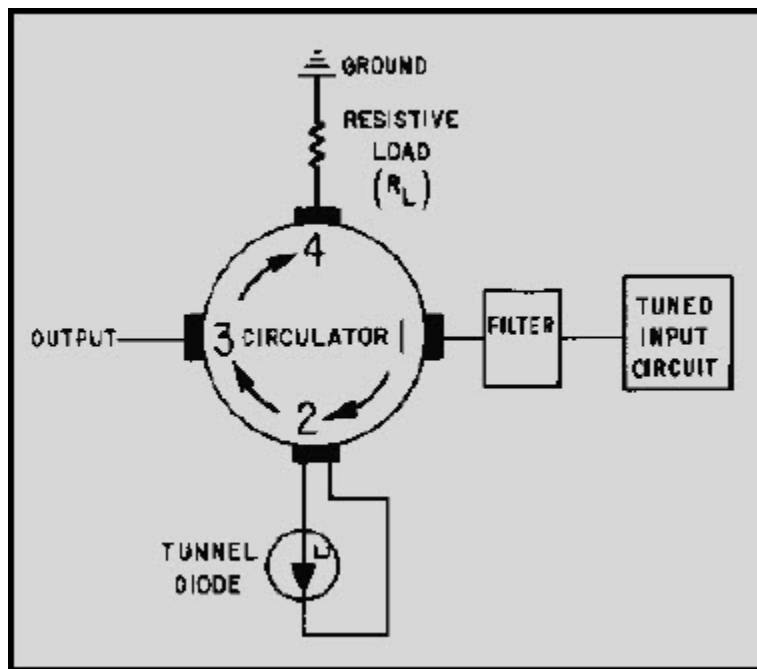 GROUND
RESISTIVE
LOAD
(RL)
4
OUTPUT
3 CIRCULATOR 1
FILTER
TUNED
INPUT
CIRCUIT
2
TUNNEL
DIODE